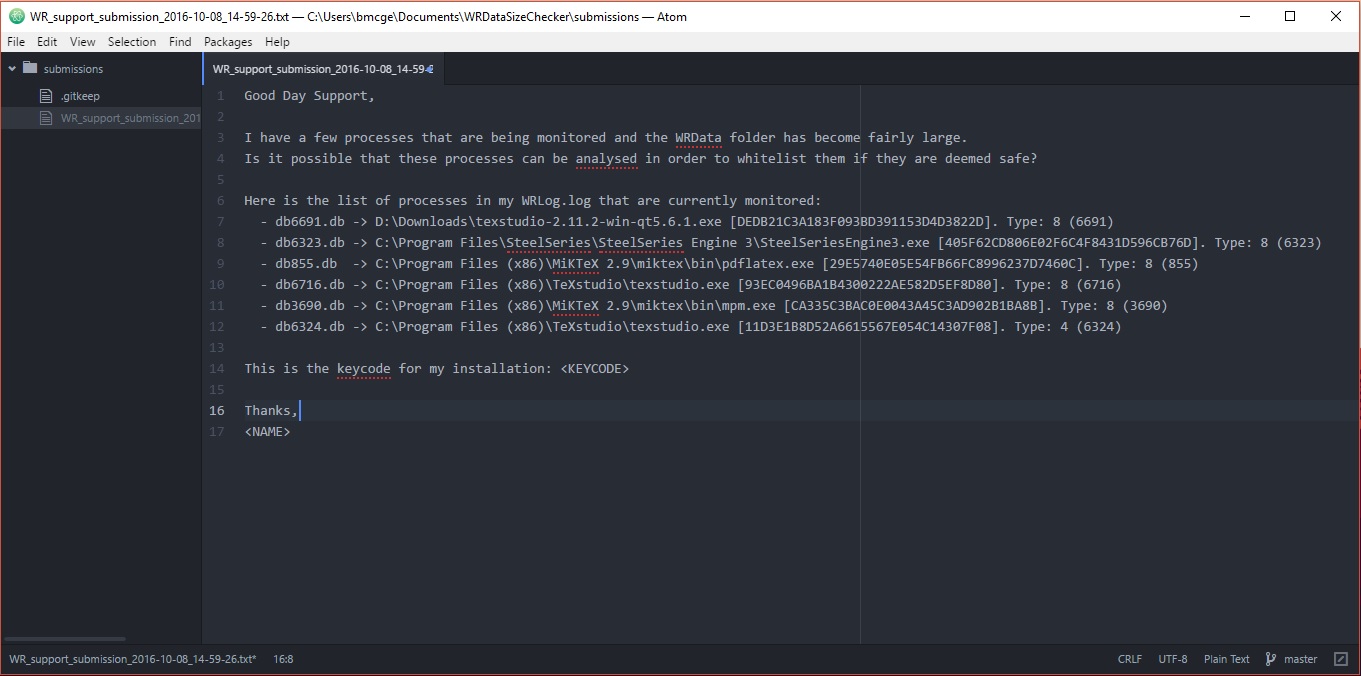 WR_support_submission_2016-10-08_14-59-26.txt — C:\Users\bmcge\Documents\WRDataSizeChecker\submissions — Atom
File Edit View Selection Find Packages Help
submissions
.gitkeep
WR_support_submission_201
WR_support_submission_2016-10-08_14-59-
1 Good Day Support,
2
3 I have a few processes that are being monitored and the WRData folder has become fairly large.
4 Is it possible that these processes can be analysed in order to whitelist them if they are deemed safe?
5
6 Here is the list of processes in my WRLog.log that are currently monitored:
7 - db6691.db -> D:\Downloads\texstudio-2.11.2-win-qt5.6.1.exe [DEDB21C3A183F093BD391153D4D3822D]. Type: 8 (6691)
8 - db6323.db -> C:\Program Files\SteelSeries\SteelSeries Engine 3\SteelSeriesEngine3.exe [405F62CD806E02F6C4F8431D596CB76D]. Type: 8 (6323)
9 - db855.db  -> C:\Program Files (x86)\MiKTeX 2.9\miktex\bin\pdflatex.exe [29E5740E05E54FB66FC8996237D7460C]. Type: 8 (855)
10 - db6716.db -> C:\Program Files (x86)\TeXstudio\texstudio.exe [93EC0496BA1B4300222AE582D5EF8D80]. Type: 8 (6716)
11 - db3690.db -> C:\Program Files (x86)\MiKTeX 2.9\miktex\bin\mpm.exe [CA335C3BAC0E0043A45C3AD902B1BA8B]. Type: 8 (3690)
12 - db6324.db -> C:\Program Files (x86)\TeXstudio\texstudio.exe [11D3E1B8D52A6615567E054C14307F08]. Type: 4 (6324)
13
14 This is the keycode for my installation: <KEYCODE>
15
16 Thanks,
17 <NAME>
WR_support_submission_2016-10-08_14-59-26.txt* 16:8 CRLF UTF-8 Plain Text master